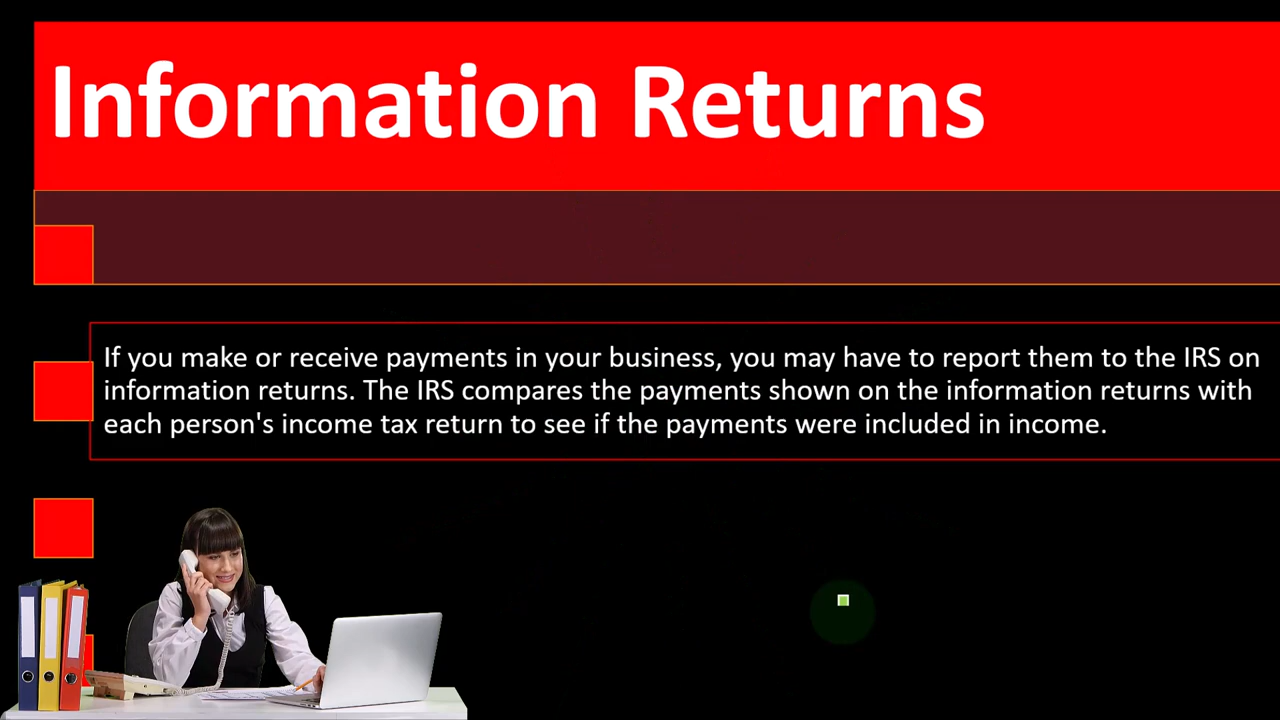 Information Returns
If you make or receive payments in your business, you may have to report them to the IRS on
information returns. The IRS compares the payments shown on the information returns with
each person's income tax return to see if the payments were included in income.